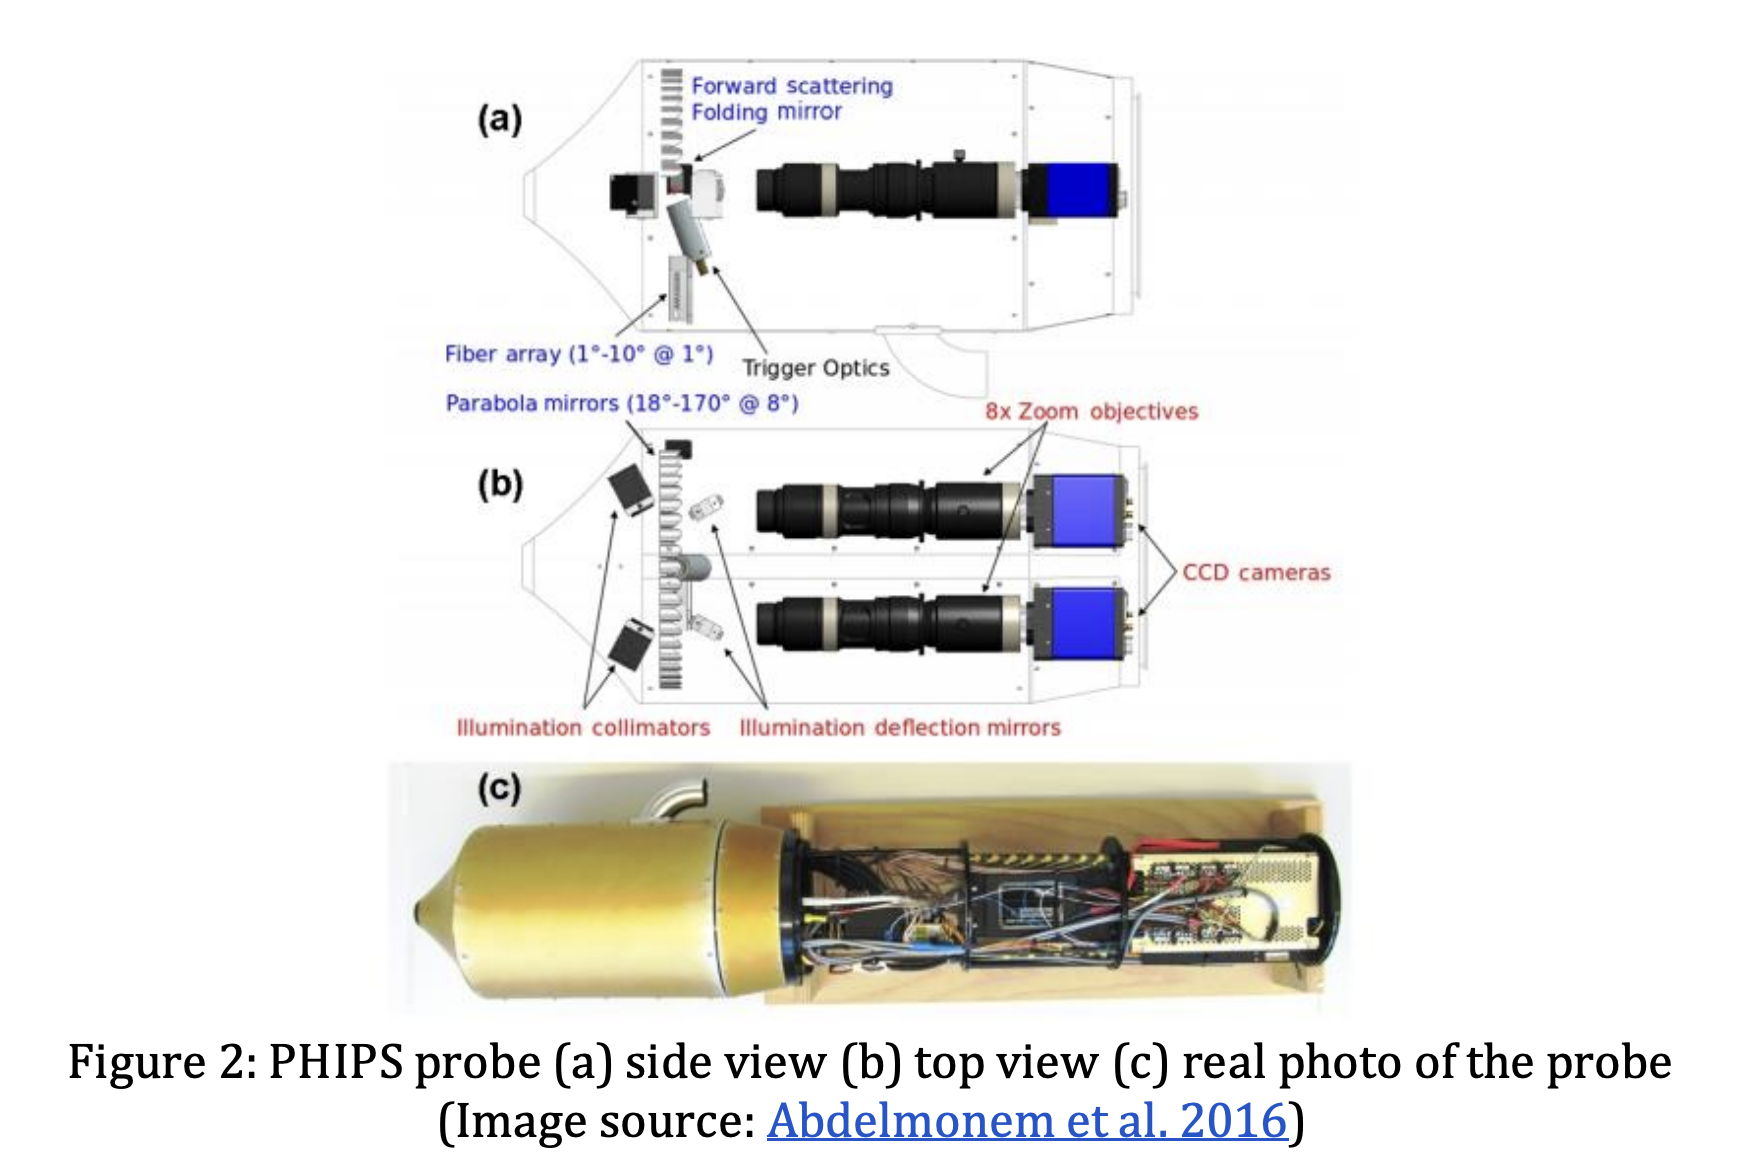 (a)
Forward scattering
Folding mirror
Fiber array (1°-10° @ 1°)
Trigger Optics
Parabola mirrors (18°-170° @ 8°)
8x Zoom objectives
(b)
CCD cameras
Illumination collimators
Illumination deflection mirrors
(c)
Figure 2: PHIPS probe (a) side view (b) top view (c) real photo of the probe
(Image source: Abdelmonem et al. 2016)